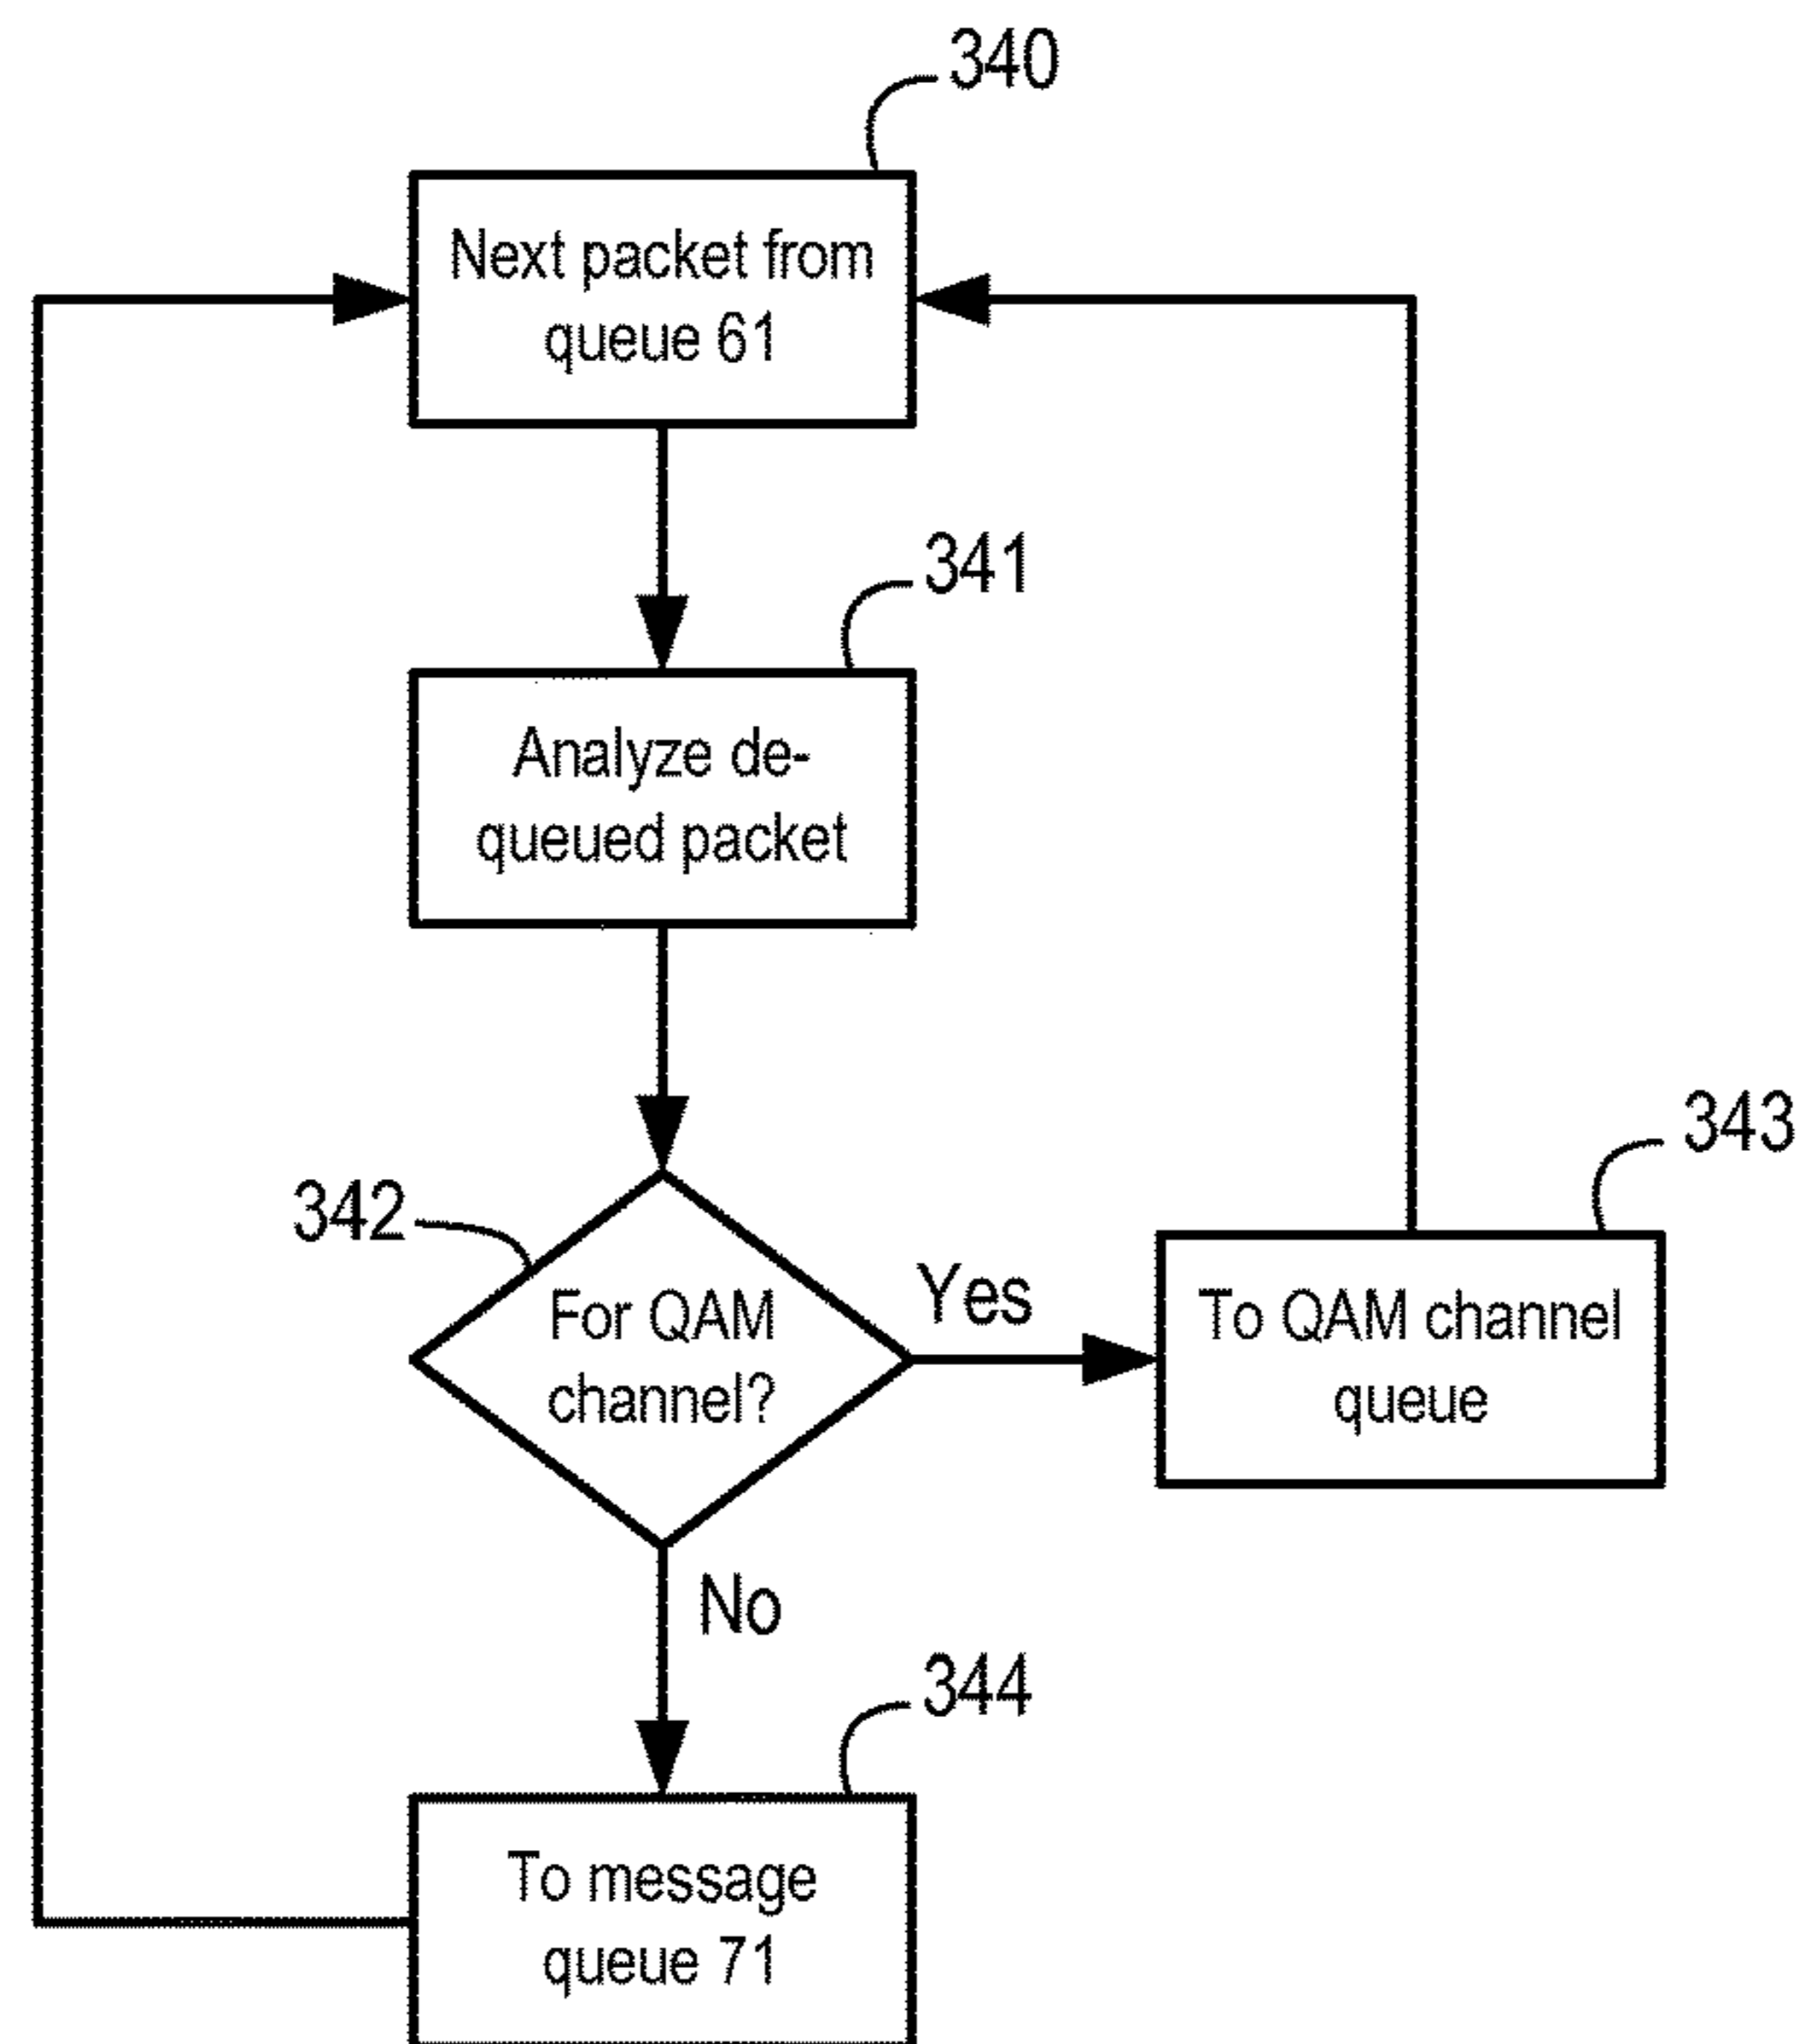 340
Next packet from
queue 61
341
Analyze de-
queued packet
342
For QAM
channel?
Yes
343
To QAM channel
queue
No
344
To message
queue 71